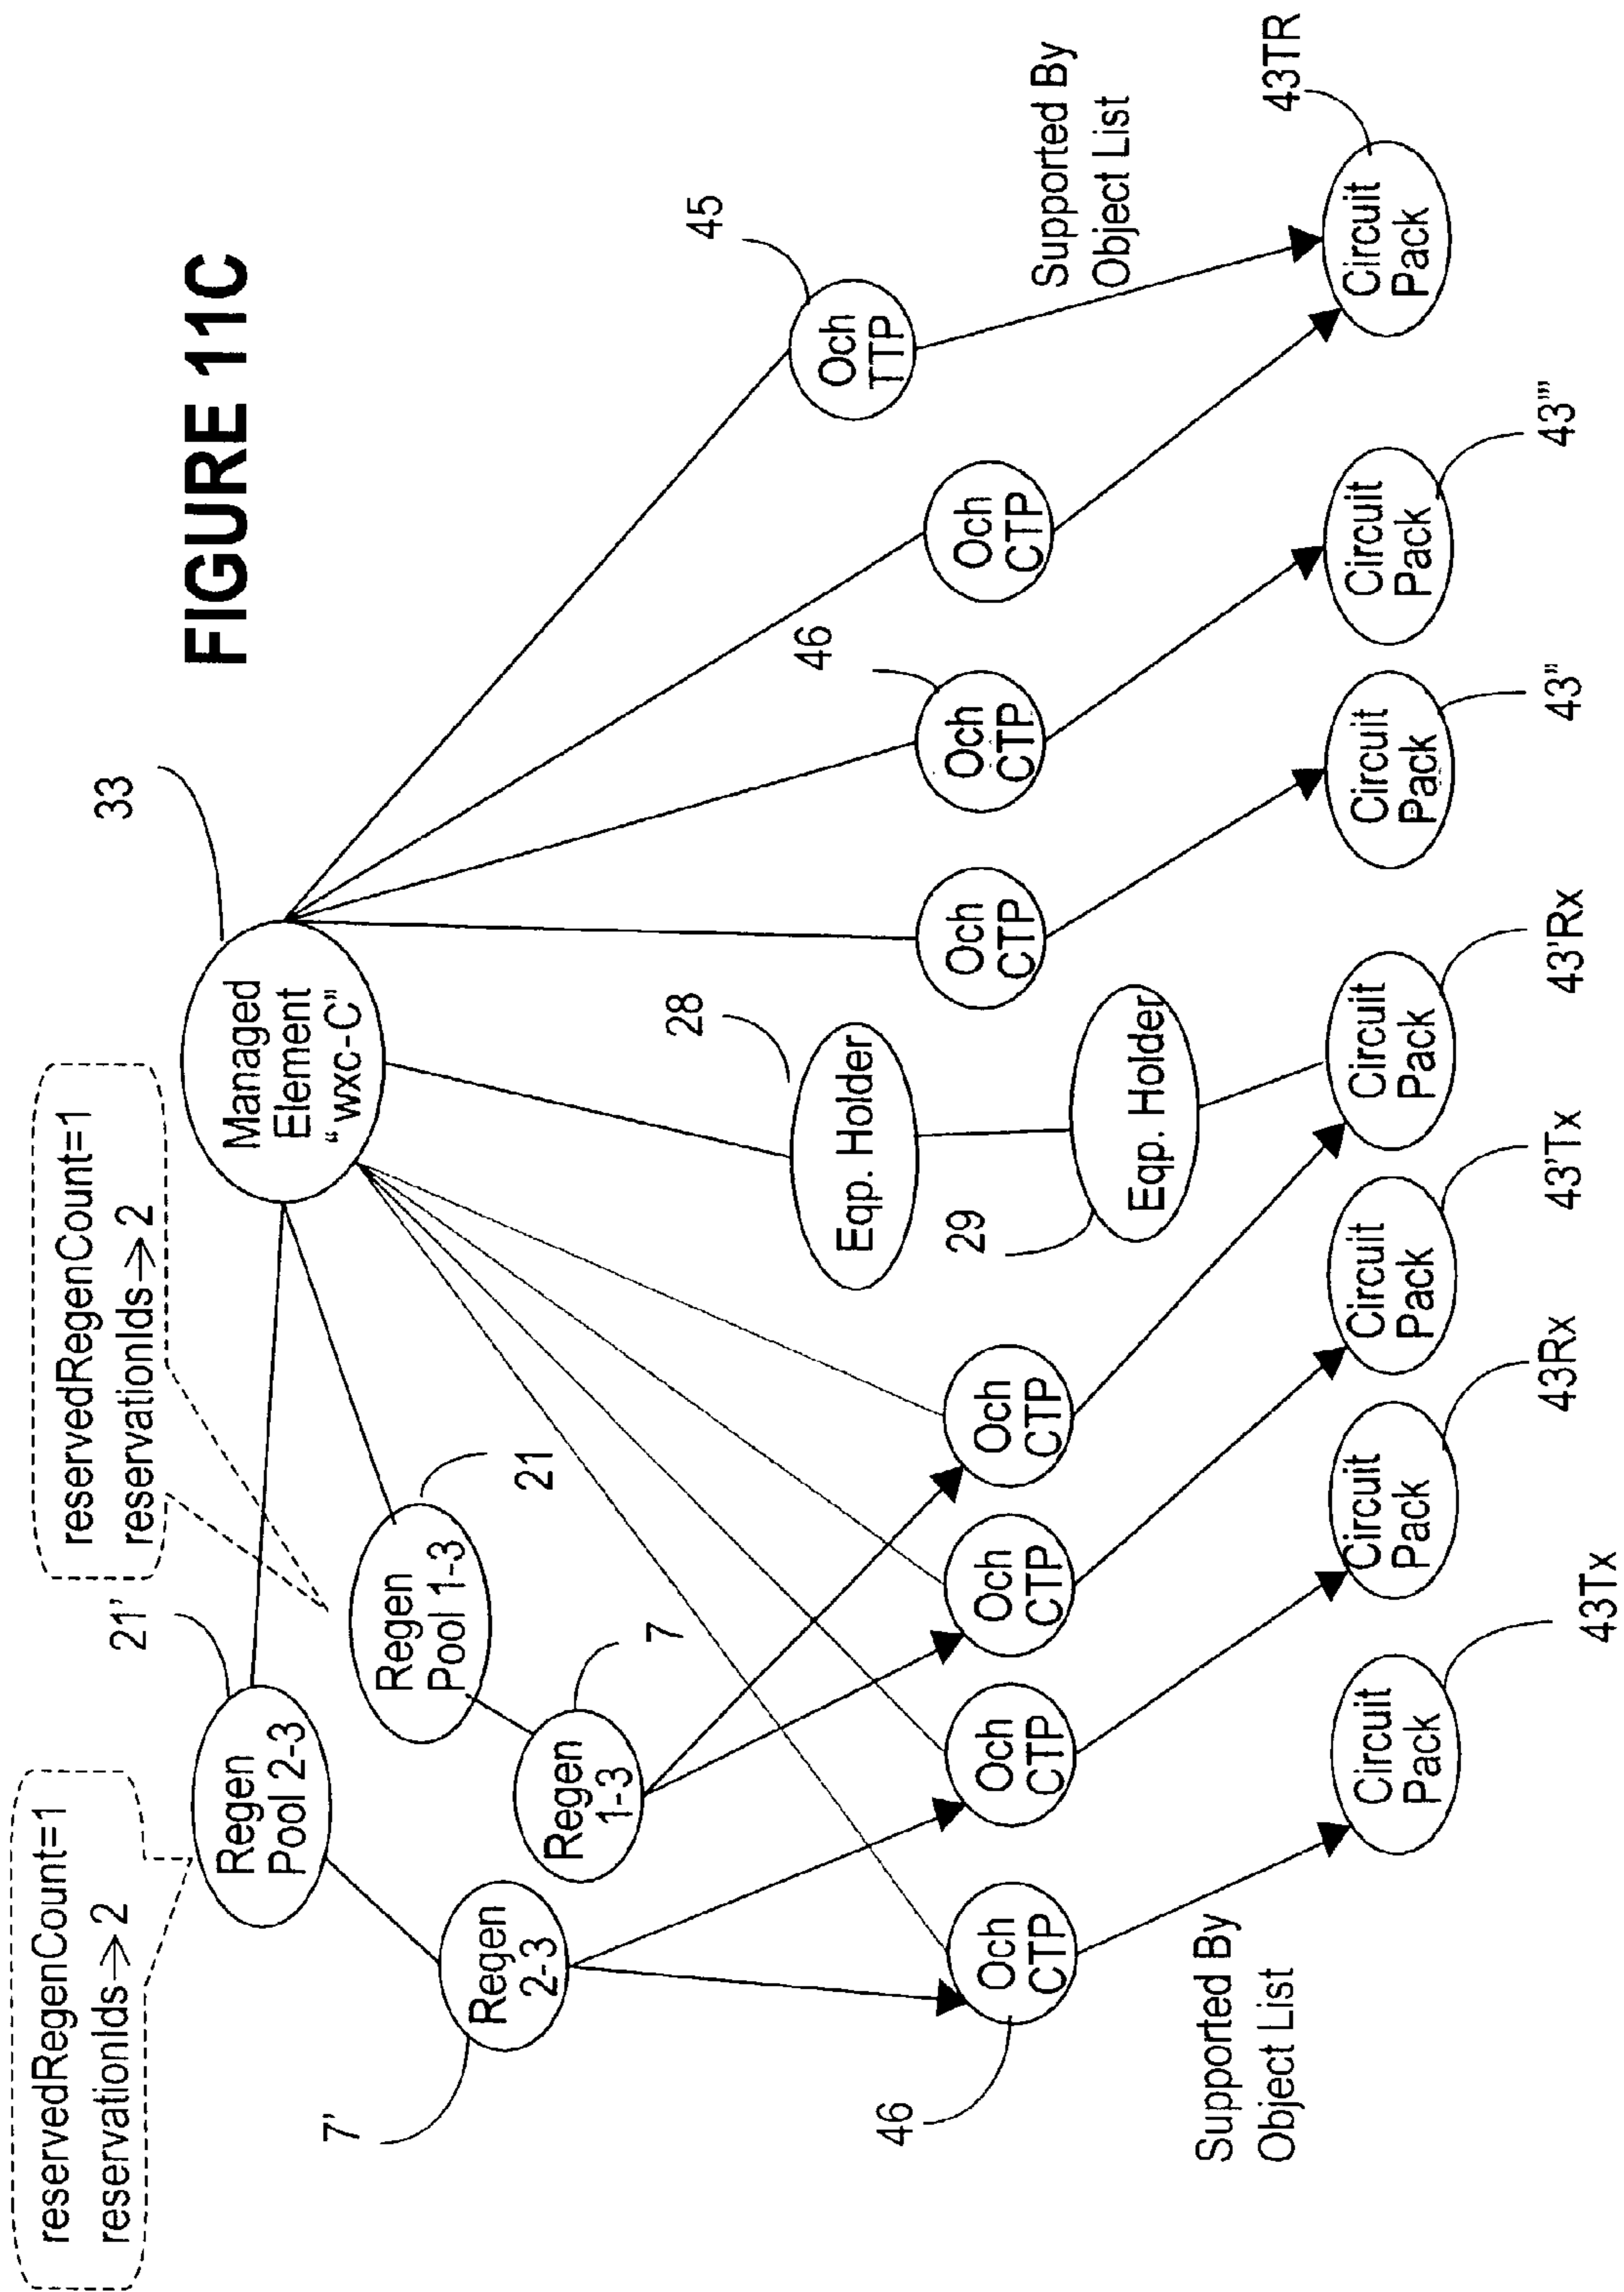 FIGURE 11C
reservedRegenCount=1
reservationIds→2
reservedRegenCount=1
reservationIds→2
33
Managed
Element
"wxc-C"
21'
Regen
Pool 2-3
Regen
Pool 1-3
21
7'
Regen
2-3
Regen
1-3
7
28
Eqp. Holder
29
Eqp. Holder
45
Och
TTP
46
Och
CTP
Och
CTP
Och
CTP
Och
CTP
Och
CTP
Och
CTP
Och
CTP
46
Supported By
Object List
Supported By
Object List
Circuit
Pack
Circuit
Pack
Circuit
Pack
Circuit
Pack
Circuit
Pack
Circuit
Pack
Circuit
Pack
43Tx
43Rx
43'Tx
43'Rx
43"
43'''
43TR